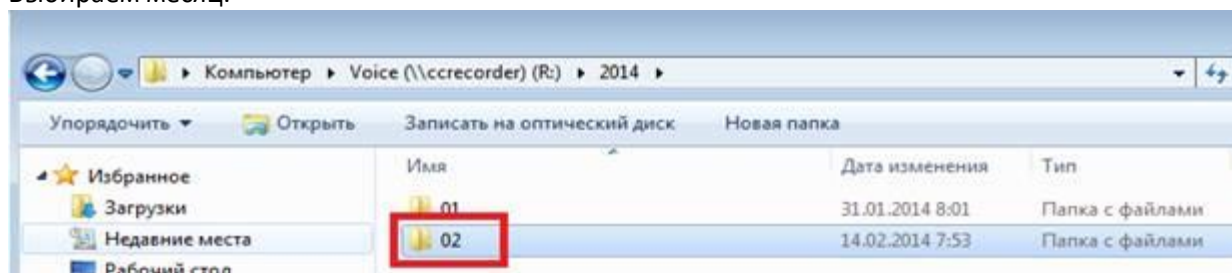 Выбираем месяц:
Компьютер ▸ Voice (\\ccrecorder) (R:) ▸ 2014 ▸
Упорядочить ▾ Открыть Записать на оптический диск Новая папка
Избранное Имя Дата изменения Тип
Загрузки 01 31.01.2014 8:01 Папка с файлами
Недавние места 02 14.02.2014 7:53 Папка с файлами
Рабочий стол